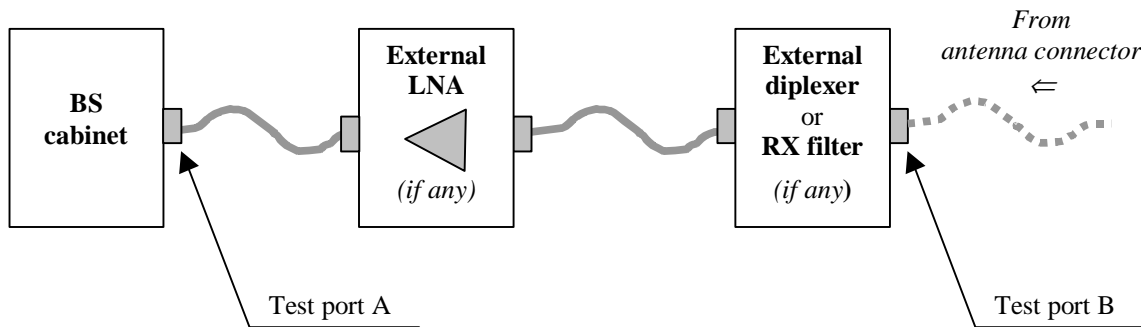 BS
cabinet
External
LNA
(if any)
External
diplexer
or
RX filter
(if any)
From
antenna connector
⇐
Test port A
Test port B